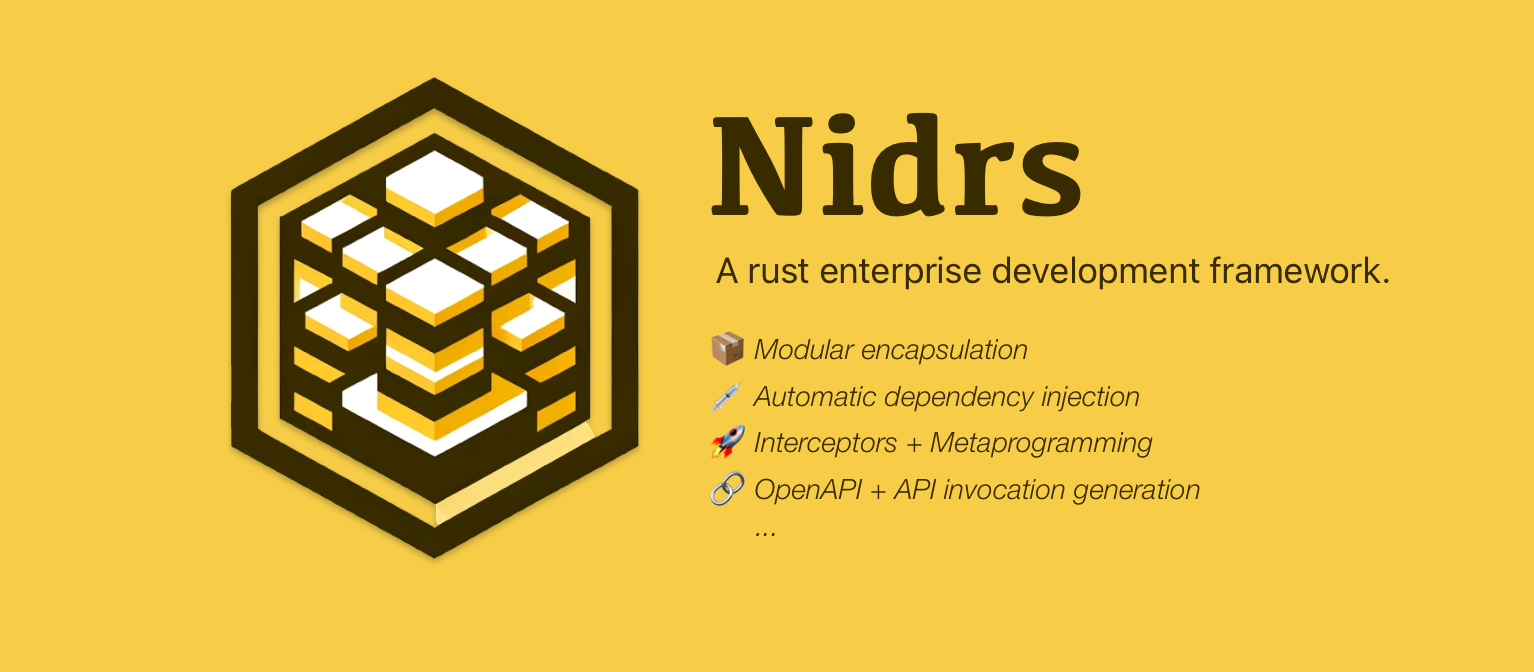 Nidrs
A rust enterprise development framework.
📦 Modular encapsulation
💉 Automatic dependency injection
🚀 Interceptors + Metaprogramming
🔗 OpenAPI + API invocation generation
...